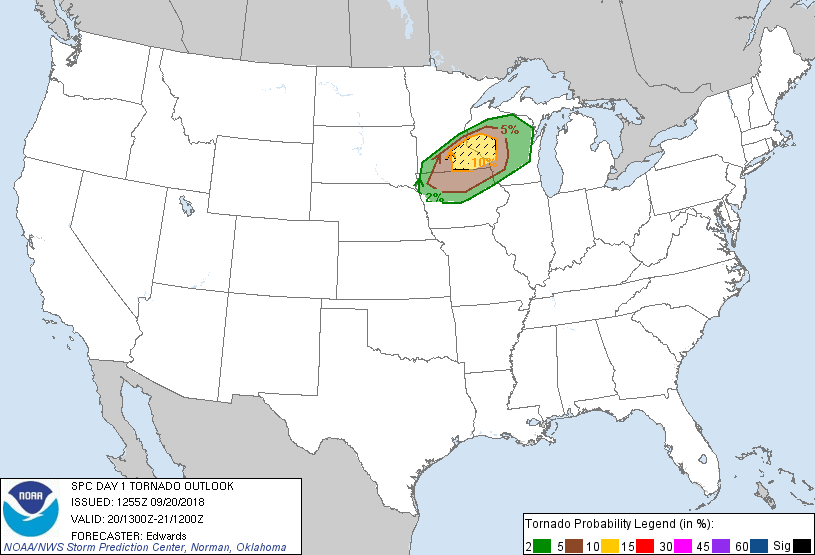 5%
10%
2%
NOAA
SPC DAY 1 TORNADO OUTLOOK
ISSUED: 1255Z 09/20/2018
VALID: 20/1300Z-21/1200Z
FORECASTER: Edwards
NOAA/NWS Storm Prediction Center, Norman, Oklahoma
Tornado Probability Legend (in %):
2 5 10 15 30 45 60 Sig